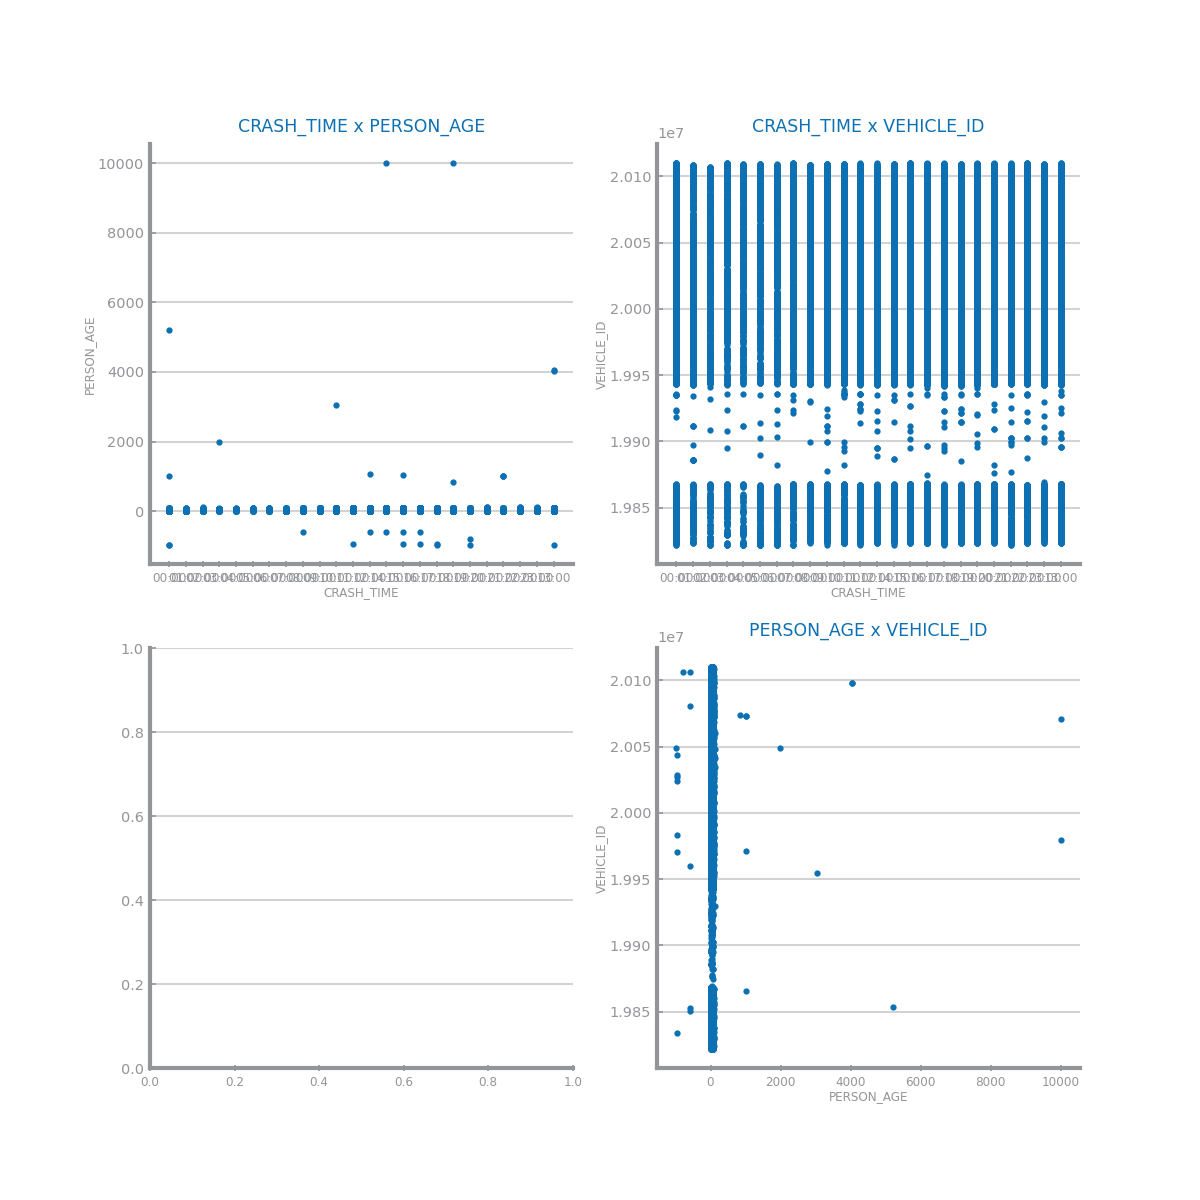 CRASH_TIME x PERSON_AGE
10000
8000
6000
4000
2000
0
PERSON_AGE
CRASH_TIME
CRASH_TIME x VEHICLE_ID
1e7
2.010
2.005
2.000
1.995
1.990
1.985
VEHICLE_ID
CRASH_TIME
1.0
0.8
0.6
0.4
0.2
0.0
0.0 0.2 0.4 0.6 0.8 1.0
PERSON_AGE x VEHICLE_ID
1e7
2.010
2.005
2.000
1.995
1.990
1.985
VEHICLE_ID
0 2000 4000 6000 8000 10000
PERSON_AGE